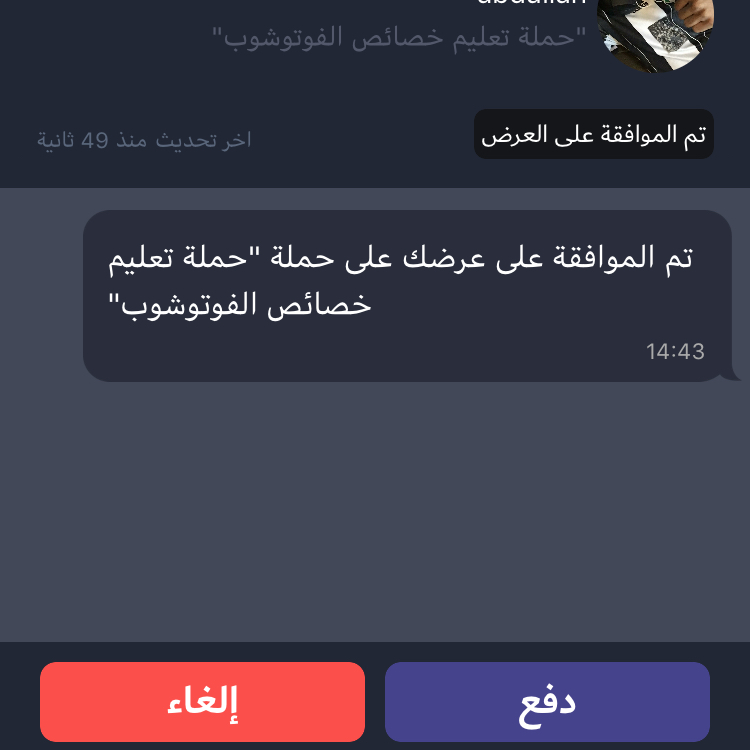 "حملة تعليم خصائص الفوتوشوب"
تم الموافقة على العرض
اخر تحديث منذ 49 ثانية
تم الموافقة على عرضك على حملة "حملة تعليم
خصائص الفوتوشوب"
14:43
دفع
إلغاء